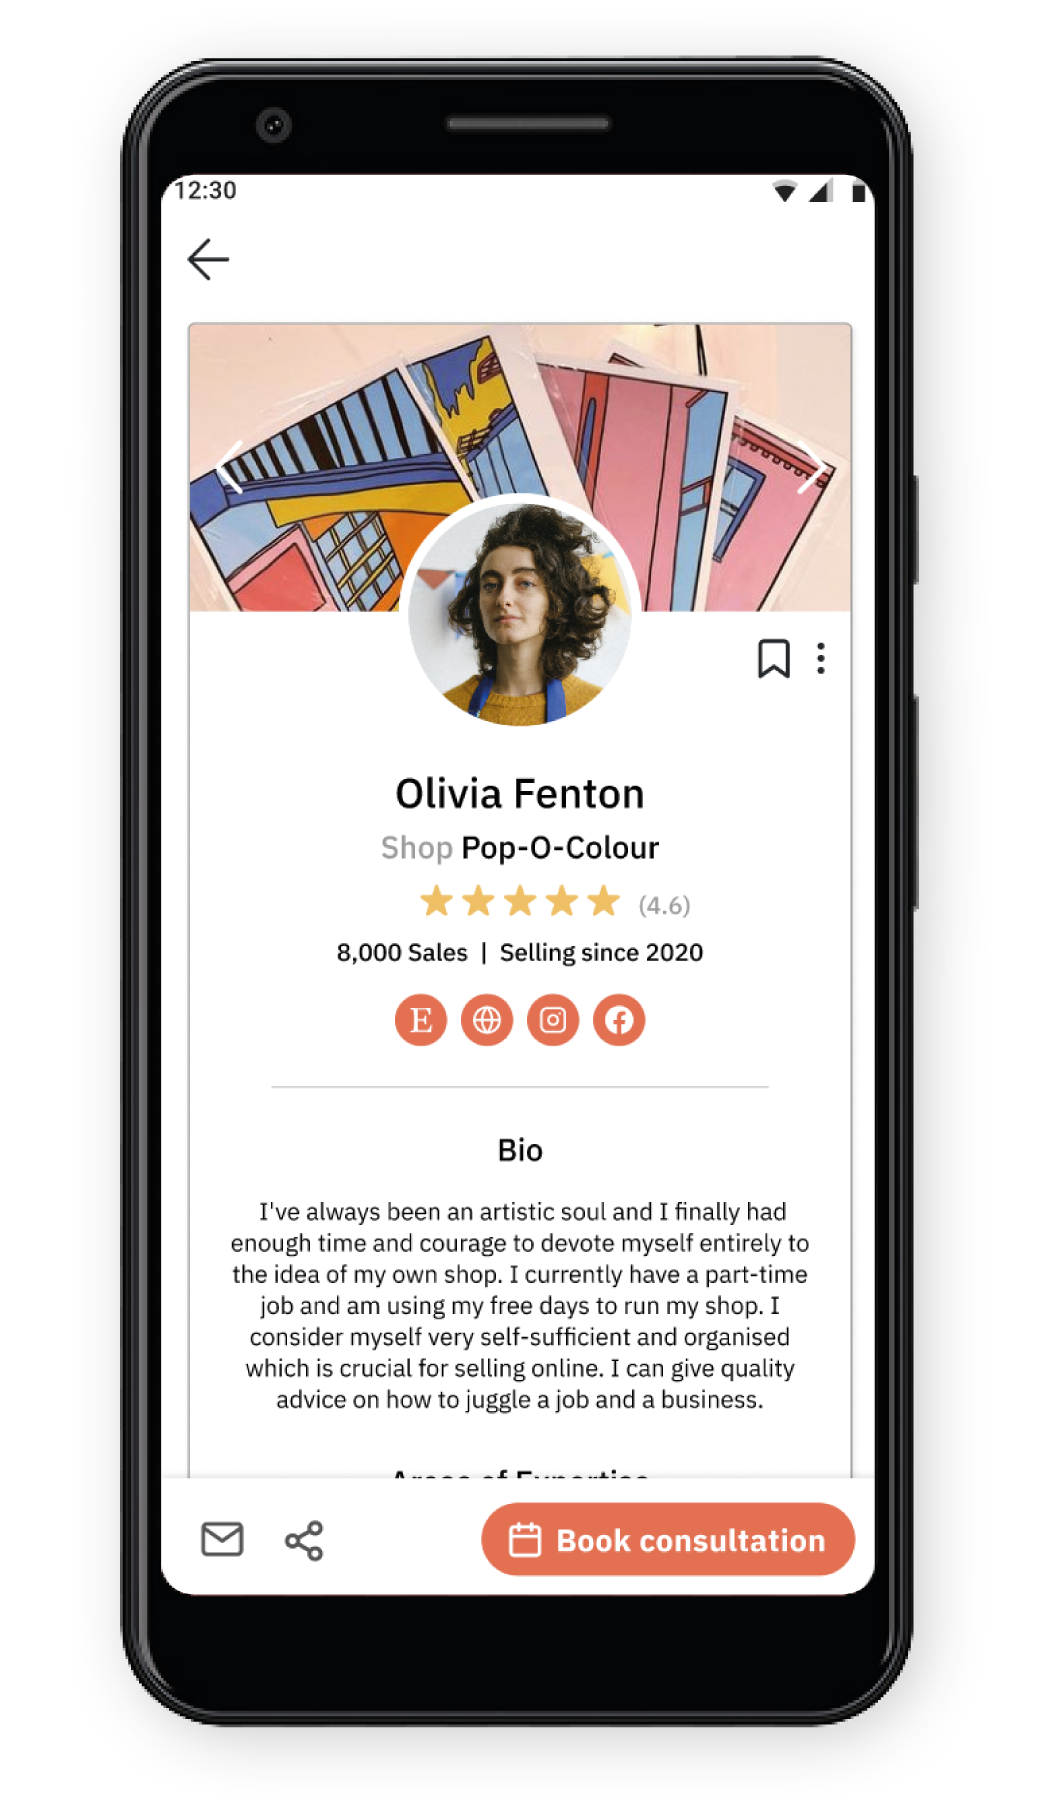 12:30
Olivia Fenton
Shop Pop-O-Colour
(4.6)
8,000 Sales | Selling since 2020
E
Bio
I've always been an artistic soul and I finally had
enough time and courage to devote myself entirely to
the idea of my own shop. I currently have a part-time
job and am using my free days to run my shop. I
consider myself very self-sufficient and organised
which is crucial for selling online. I can give quality
advice on how to juggle a job and a business.
Areas of Expertise
Book consultation